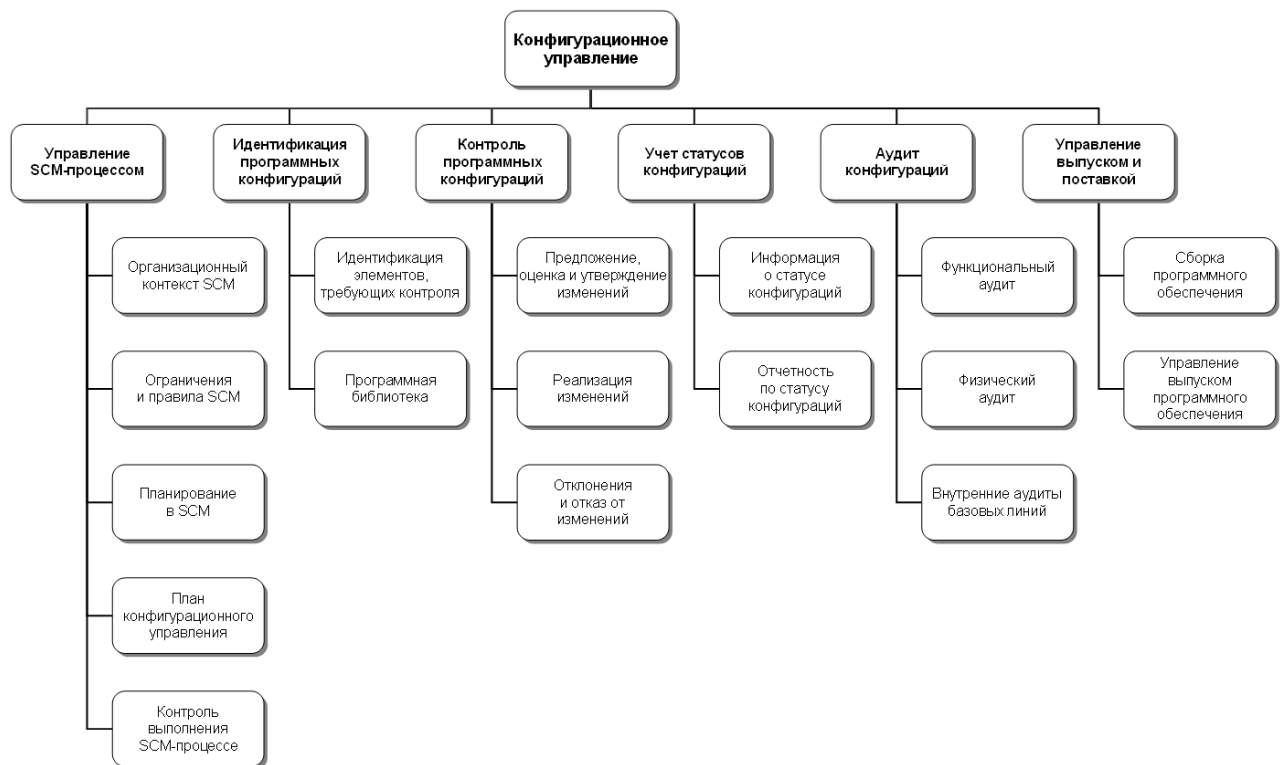 Конфигурационное
управление
Управление
SCM-процессом
Идентификация
программных
конфигураций
Контроль
программных
конфигураций
Учет статусов
конфигураций
Аудит
конфигураций
Управление
выпуском и
поставкой
Организационный
контекст SCM
Ограничения
и правила SCM
Планирование
в SCM
План
конфигурационного
управления
Контроль
выполнения
SCM-процессе
Идентификация
элементов,
требующих контроля
Программная
библиотека
Предложение,
оценка и утверждение
изменений
Реализация
изменений
Отклонения
и отказ от
изменений
Информация
о статусе
конфигураций
Отчетность
по статусу
конфигураций
Функциональный
аудит
Физический
аудит
Внутренние аудиты
базовых линий
Сборка
программного
обеспечения
Управление
выпуском
программного
обеспечения